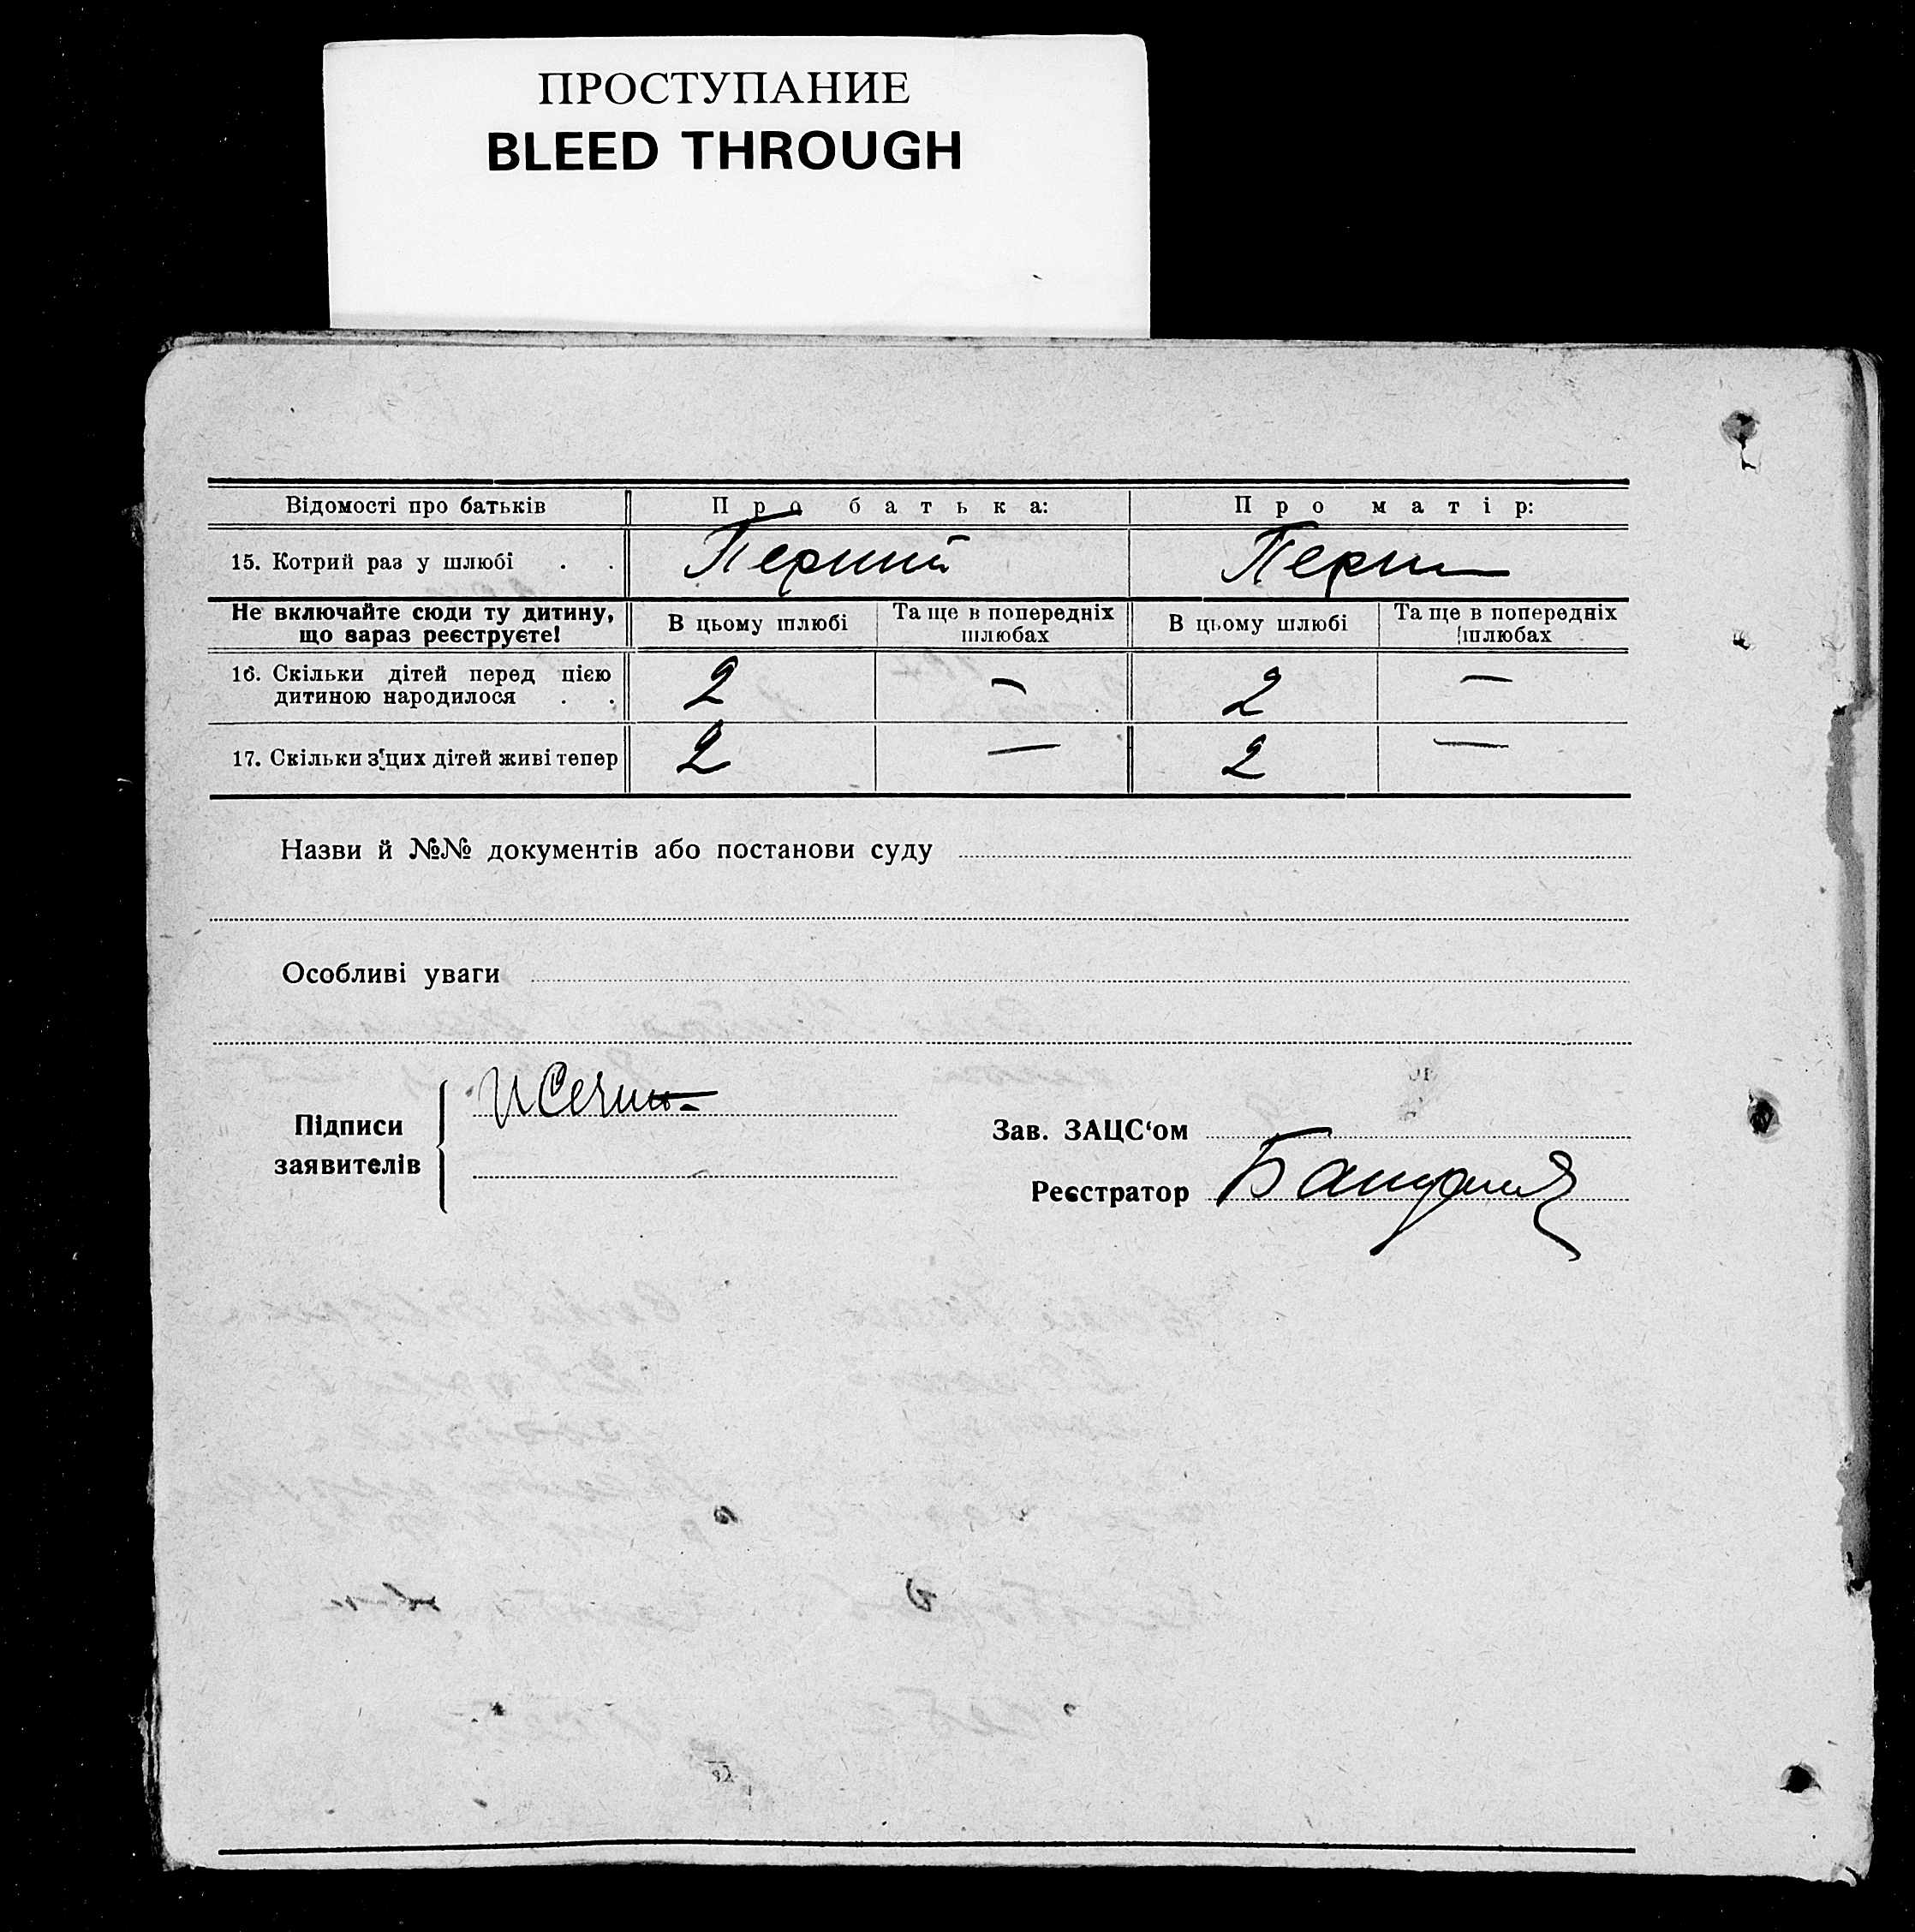 ПРОСТУПАНИЕ
BLEED THROUGH
Відомості про батьків Про батька: Про матір:
15. Котрий раз у шлюбі . . Перший Перш
Не включайте сюди ту дитину, що зараз реєструєте! В цьому шлюбі Та ще в попередніх шлюбах В цьому шлюбі Та ще в попередніх шлюбах
16. Скільки дітей перед цією
дитиною народилося . . 2 — 2 —
17. Скільки з цих дітей живі тепер 2 — 2 —
Назви й №№ документів або постанови суду
Особливі уваги
Підписи
заявителів
Зав. ЗАЦС‘ом
Реєстратор